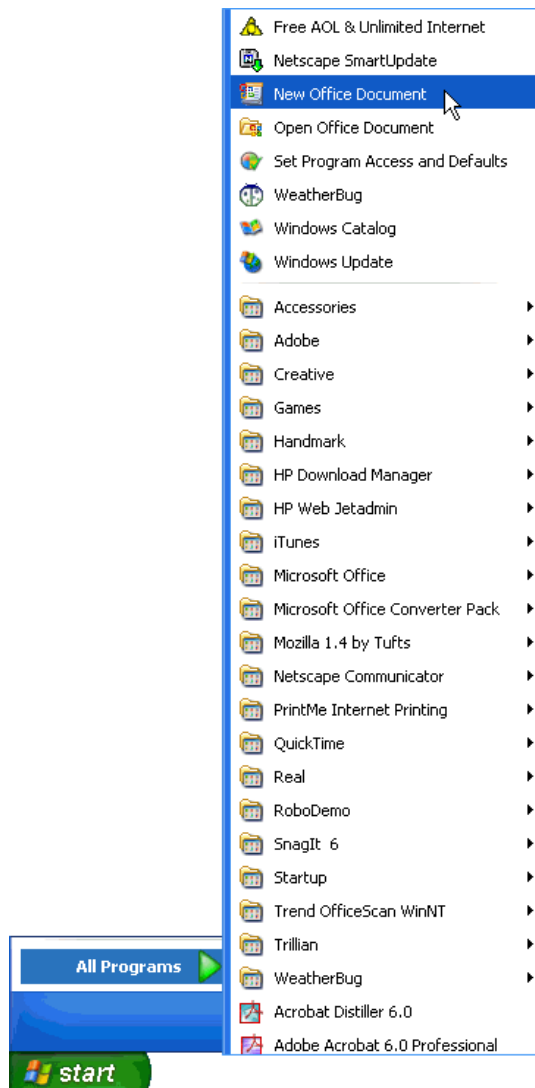 Free AOL & Unlimited Internet
Netscape SmartUpdate
New Office Document
Open Office Document
Set Program Access and Defaults
WeatherBug
Windows Catalog
Windows Update
Accessories
Adobe
Creative
Games
Handmark
HP Download Manager
HP Web Jetadmin
iTunes
Microsoft Office
Microsoft Office Converter Pack
Mozilla 1.4 by Tufts
Netscape Communicator
PrintMe Internet Printing
QuickTime
Real
RoboDemo
SnagIt 6
Startup
Trend OfficeScan WinNT
Trillian
WeatherBug
Acrobat Distiller 6.0
Adobe Acrobat 6.0 Professional
All Programs
start